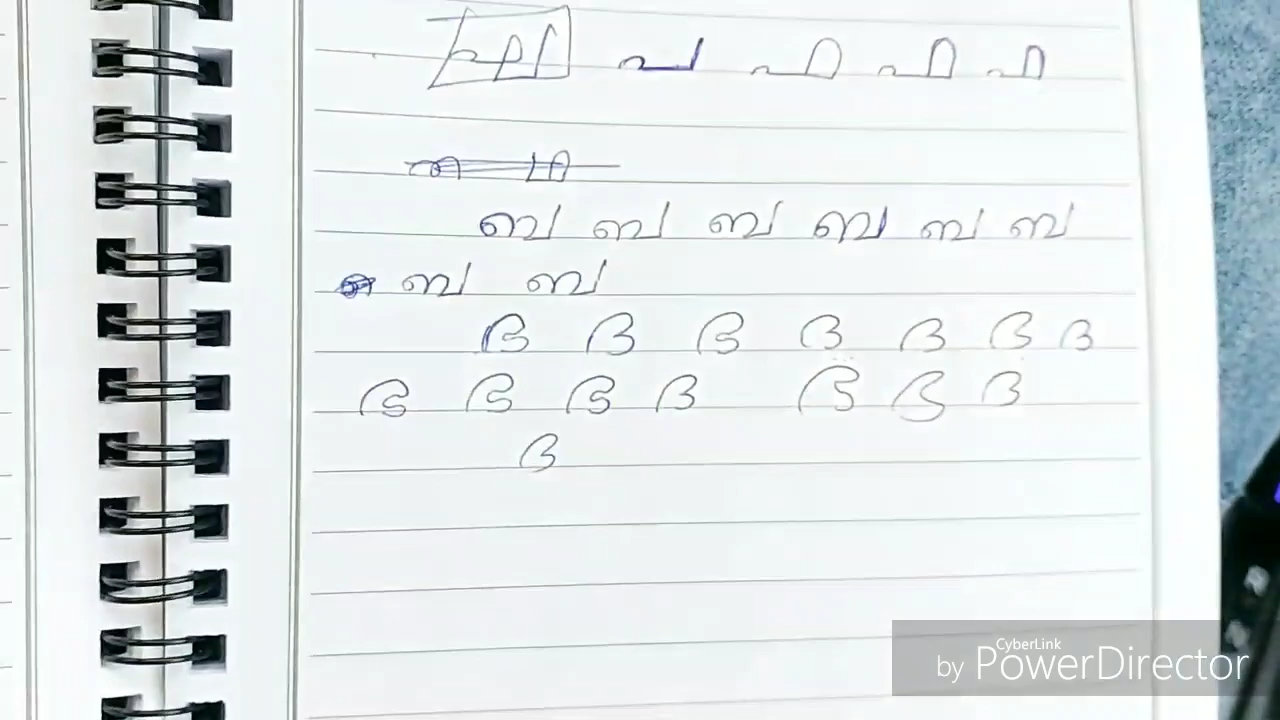 പ ഫ ഫ ഫ
ബ ബ ബ ബ ബ ബ
ബ ബ
ഭ ഭ ഭ ഭ ഭ ഭ ഭ
ഭ ഭ ഭ ഭ ഭ ഭ ഭ
ഭ
CyberLink
by PowerDirector